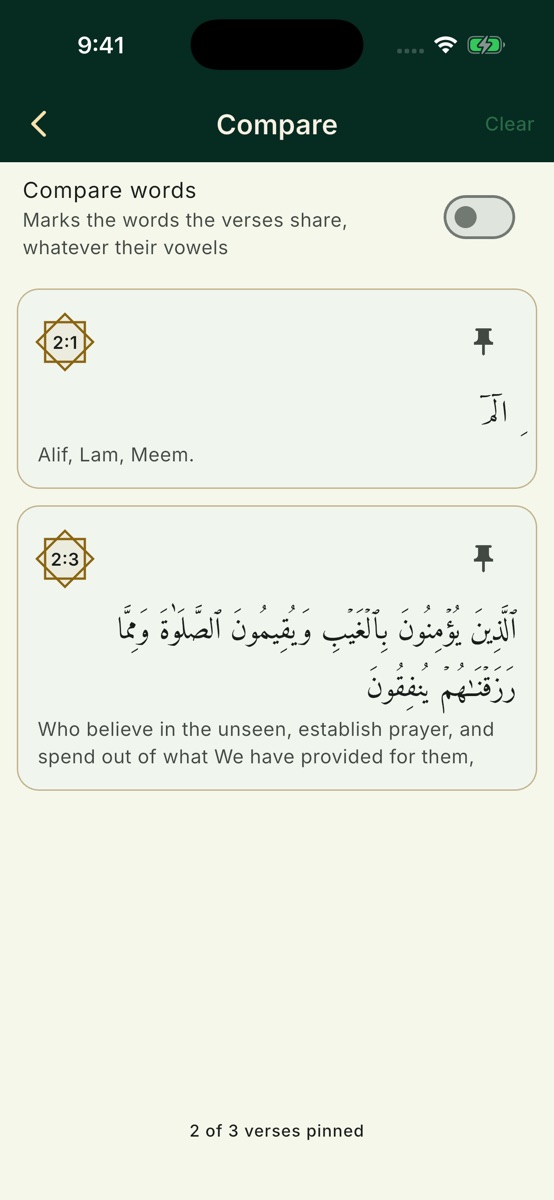 9:41
Compare
Clear
Compare words
Marks the words the verses share,
whatever their vowels
2:1
الٓمٓ
Alif, Lam, Meem.
2:3
ٱلَّذِينَ يُؤۡمِنُونَ بِٱلۡغَيۡبِ وَيُقِيمُونَ ٱلصَّلَوٰةَ وَمِمَّا
رَزَقۡنَٰهُمۡ يُنفِقُونَ
Who believe in the unseen, establish prayer, and
spend out of what We have provided for them,
2 of 3 verses pinned